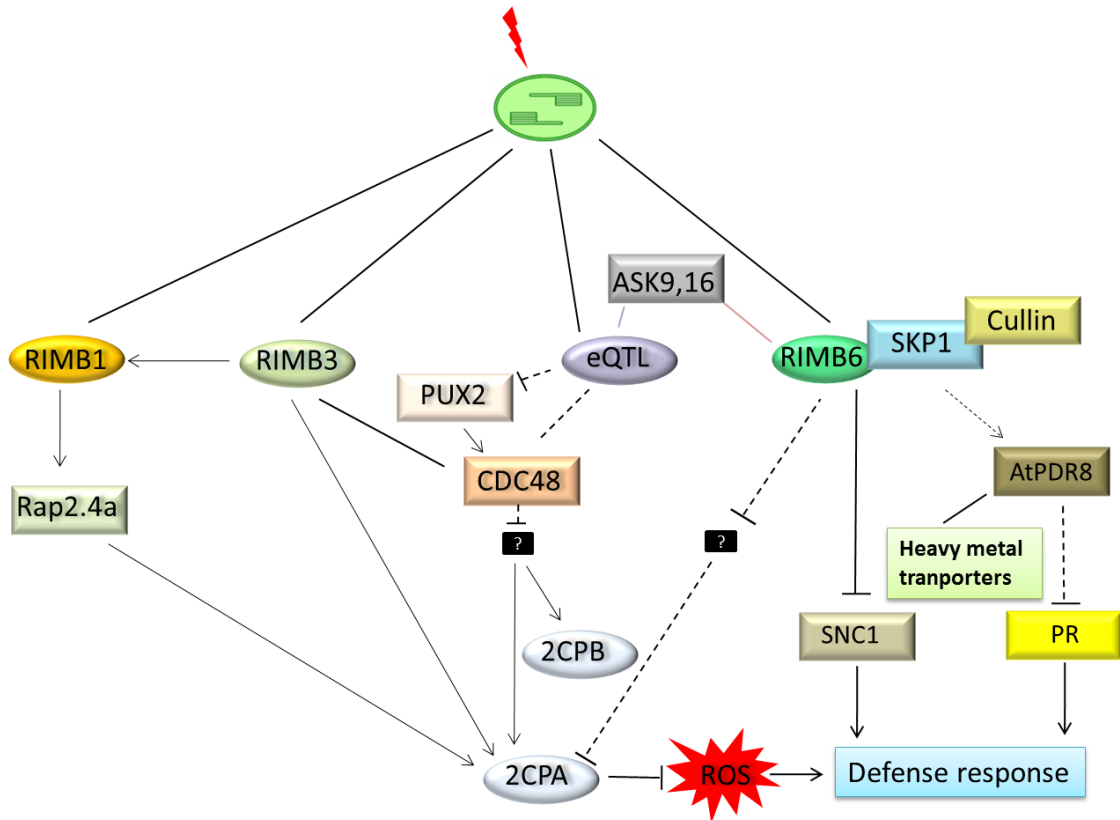 ASK9,16
Cullin
RIMB1
RIMB3
eQTL
RIMB6
SKP1
PUX2
CDC48
AtPDR8
Rap2.4a
?
?
Heavy metal
tranporters
2CPB
SNC1
PR
2CPA
ROS
Defense response